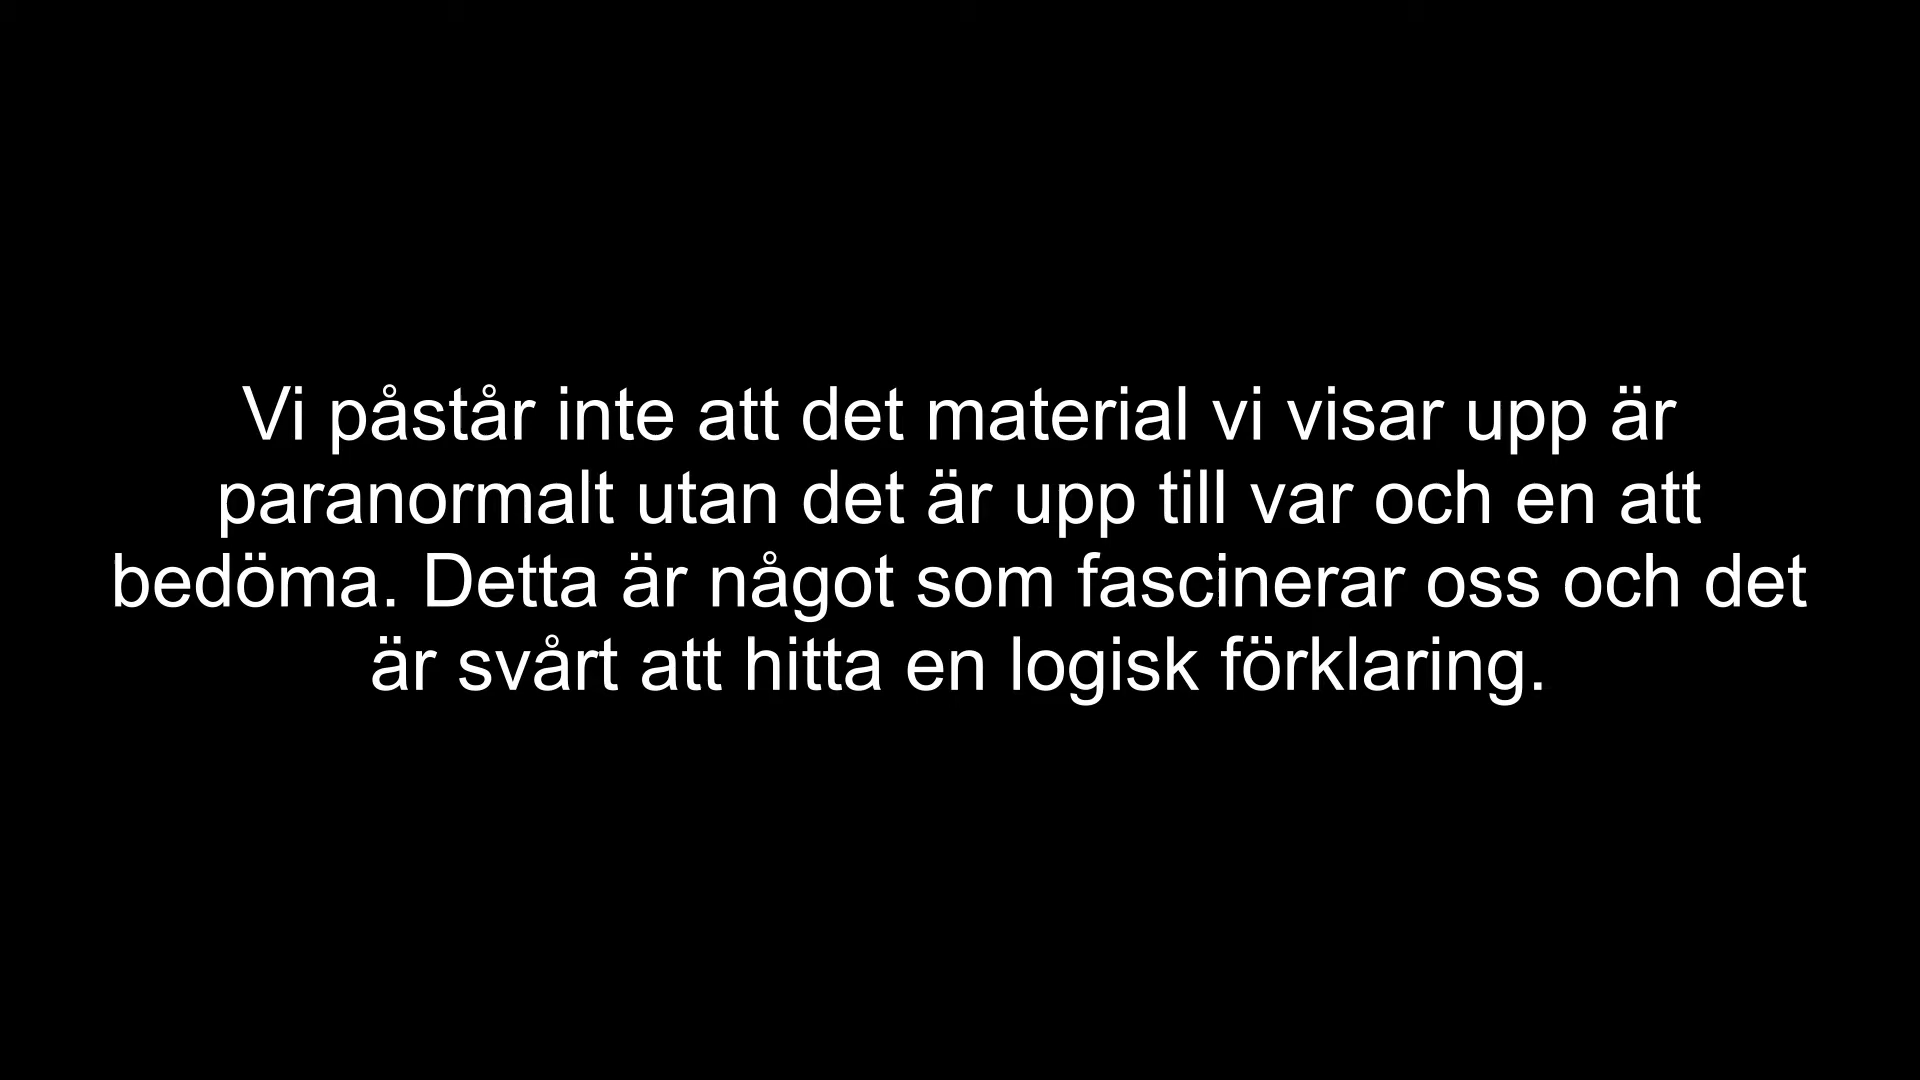 Vi påstår inte att det material vi visar upp är
paranormalt utan det är upp till var och en att
bedöma. Detta är något som fascinerar oss och det
är svårt att hitta en logisk förklaring.